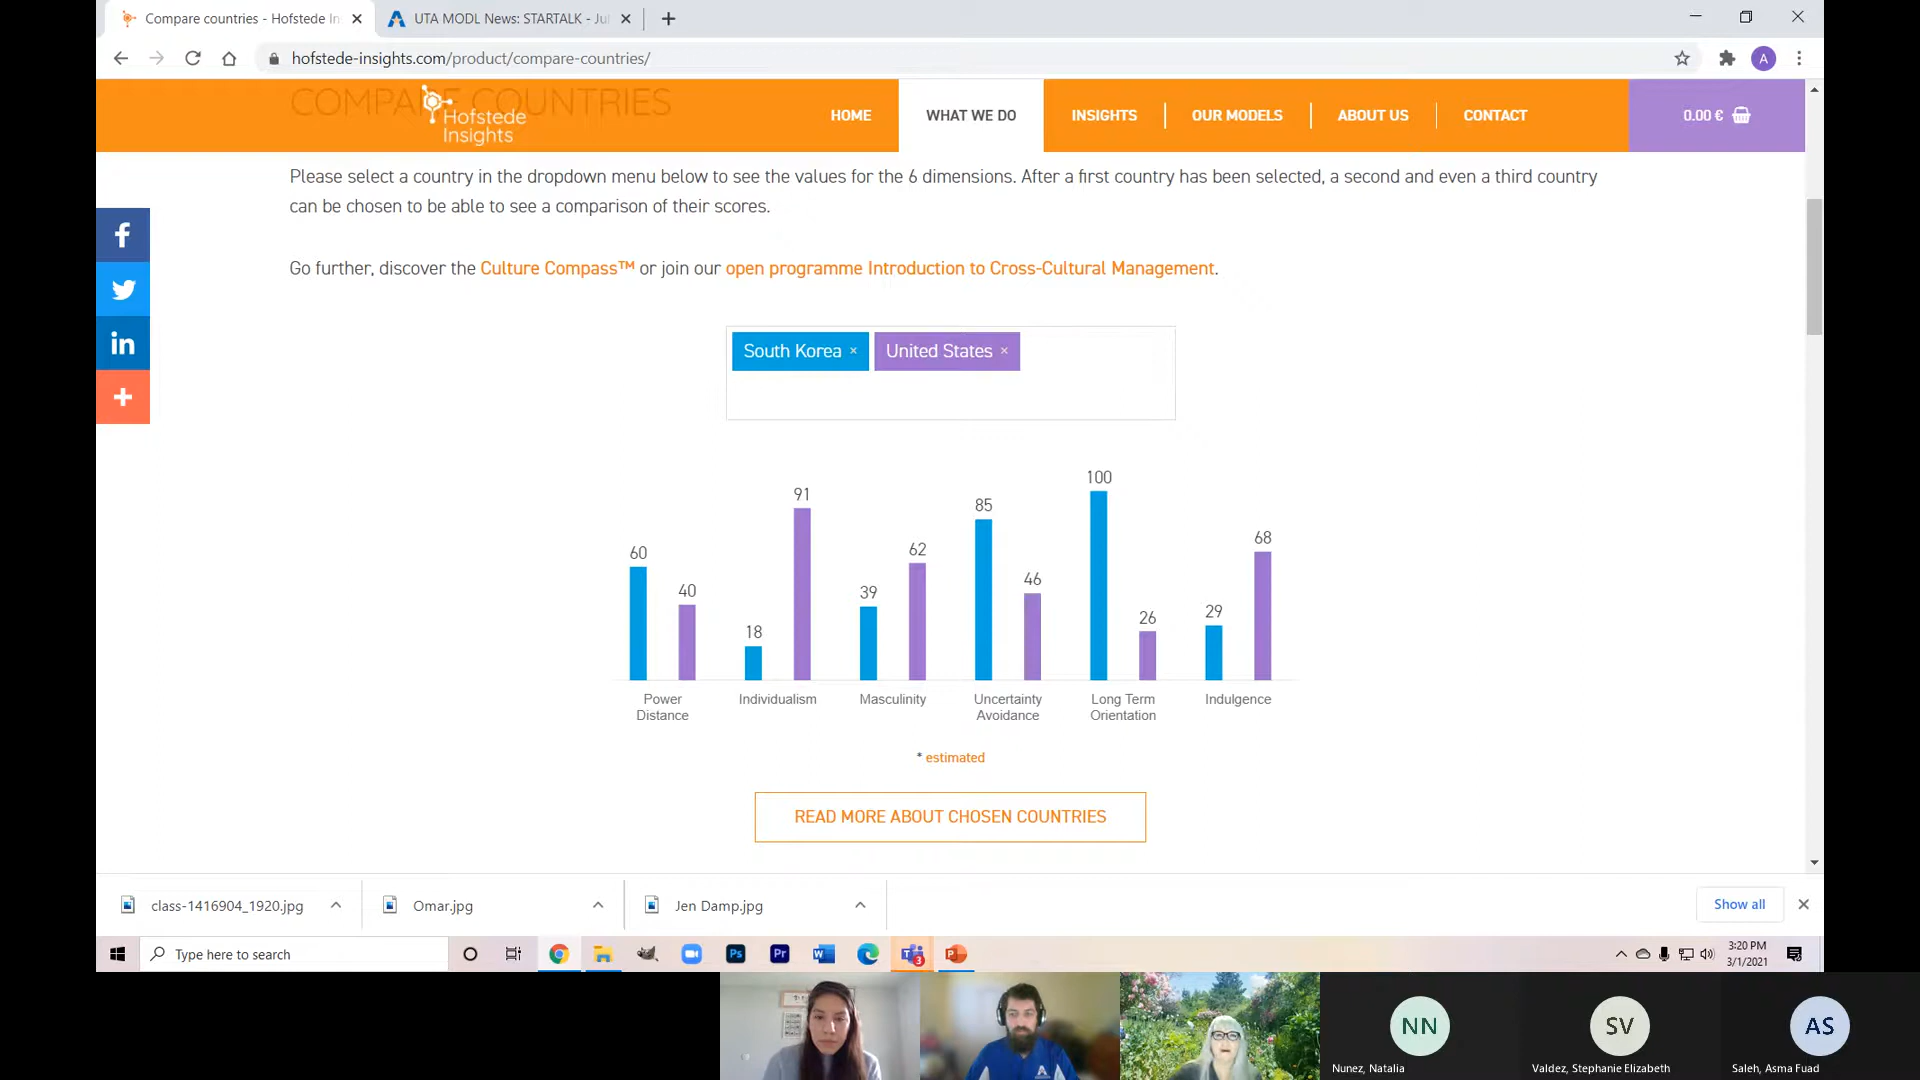 Compare countries - Hofstede In
UTA MODL News: STARTALK - Jul
hofstede-insights.com/product/compare-countries/
A
COMPARE COUNTRIES
Hofstede
Insights
HOME
WHAT WE DO
INSIGHTS
OUR MODELS
ABOUT US
CONTACT
0.00 €
Please select a country in the dropdown menu below to see the values for the 6 dimensions. After a first country has been selected, a second and even a third country
can be chosen to be able to see a comparison of their scores.
Go further, discover the Culture Compass™ or join our open programme Introduction to Cross-Cultural Management.
South Korea ×
United States ×
60
40
18
91
39
62
85
46
100
26
29
68
Power
Distance
Individualism
Masculinity
Uncertainty
Avoidance
Long Term
Orientation
Indulgence
* estimated
READ MORE ABOUT CHOSEN COUNTRIES
class-1416904_1920.jpg
Omar.jpg
Jen Damp.jpg
Show all
Type here to search
Ps
Pr
3
3:20 PM
3/1/2021
NN
SV
AS
Nunez, Natalia
Valdez, Stephanie Elizabeth
Saleh, Asma Fuad